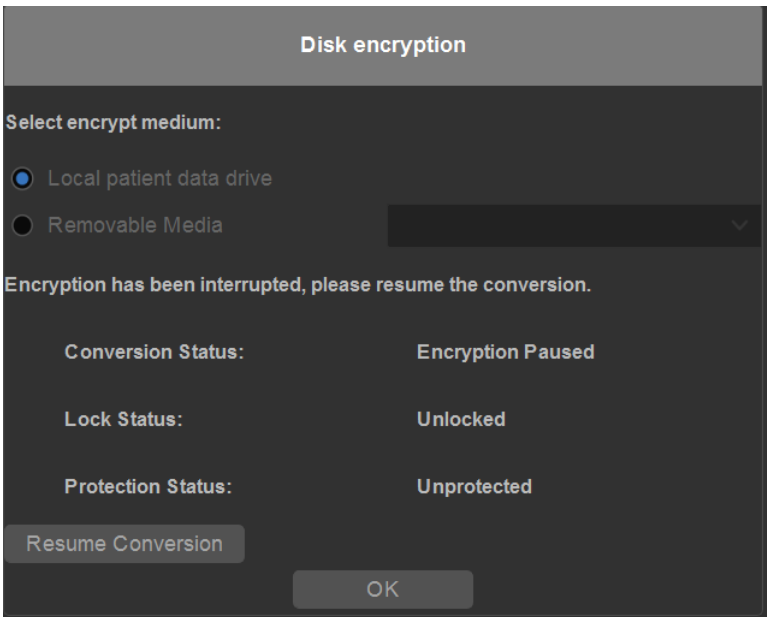 Disk encryption
Select encrypt medium:
Local patient data drive
Removable Media
Encryption has been interrupted, please resume the conversion.
Conversion Status: Encryption Paused
Lock Status: Unlocked
Protection Status: Unprotected
Resume Conversion
OK